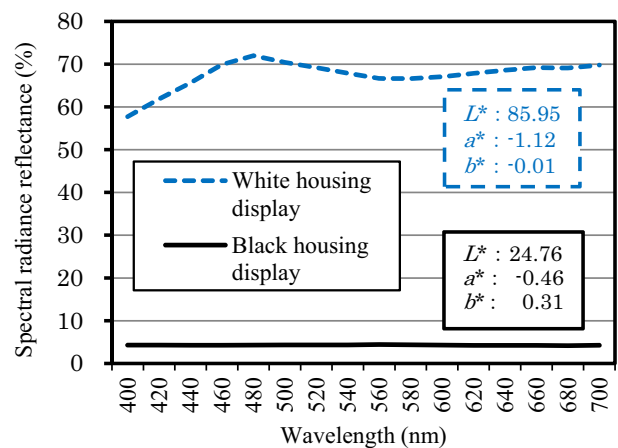 80
70
60
50
40
30
20
10
0
Spectral radiance reflectance (%)
L* : 85.95
a* : -1.12
b* : -0.01
White housing
display
Black housing
display
L* : 24.76
a* : -0.46
b* : 0.31
400 420 440 460 480 500 520 540 560 580 600 620 640 660 680 700
Wavelength (nm)